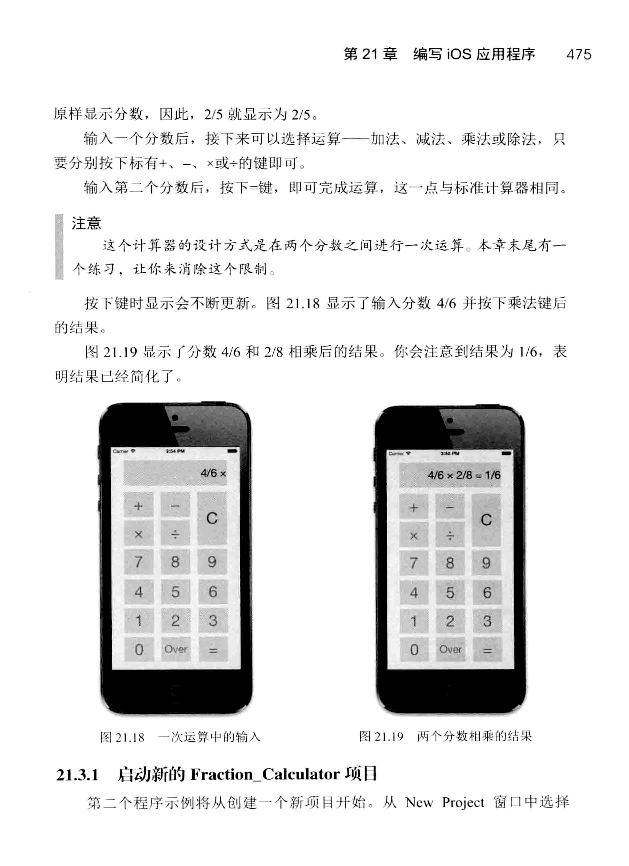 第 21 章 编写 iOS 应用程序 475
原样显示分数，因此，2/5 就显示为 2/5。
输入一个分数后，接下来可以选择运算——加法、减法、乘法或除法，只
要分别按下标有+、–、×或÷的键即可。
输入第二个分数后，按下=键，即可完成运算，这一点与标准计算器相同。
注意
这个计算器的设计方式是在两个分数之间进行一次运算。本章末尾有一
个练习，让你来消除这个限制。
按下键时显示会不断更新。图 21.18 显示了输入分数 4/6 并按下乘法键后
的结果。
图 21.19 显示了分数 4/6 和 2/8 相乘后的结果。你会注意到结果为 1/6，表
明结果已经简化了。
Carrier 2:54 PM
4/6 ×
+ −
C
× ÷
7 8 9
4 5 6
1 2 3
0 Over =
Carrier
4/6 × 2/8 = 1/6
+ −
C
× ÷
7 8 9
4 5 6
1 2 3
0 Over =
图 21.18 一次运算中的输入
图 21.19 两个分数相乘的结果
21.3.1 启动新的 Fraction_Calculator 项目
第二个程序示例将从创建一个新项目开始。从 New Project 窗口中选择